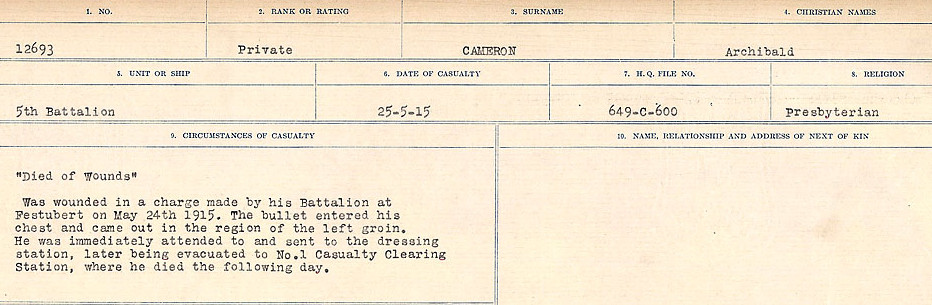 1. NO.
2. RANK OR RATING
3. SURNAME
4. CHRISTIAN NAMES
12693
Private
CAMERON
Archibald
5. UNIT OR SHIP
6. DATE OF CASUALTY
7. H.Q. FILE NO.
8. RELIGION
5th Battalion
25-5-15
649-C-600
Presbyterian
9. CIRCUMSTANCES OF CASUALTY
10. NAME, RELATIONSHIP AND ADDRESS OF NEXT OF KIN
"Died of Wounds"
Was wounded in a charge made by his Battalion at
Festubert on May 24th 1915. The bullet entered his
chest and came out in the region of the left groin.
He was immediately attended to and sent to the dressing
station, later being evacuated to No.1 Casualty Clearing
Station, where he died the following day.